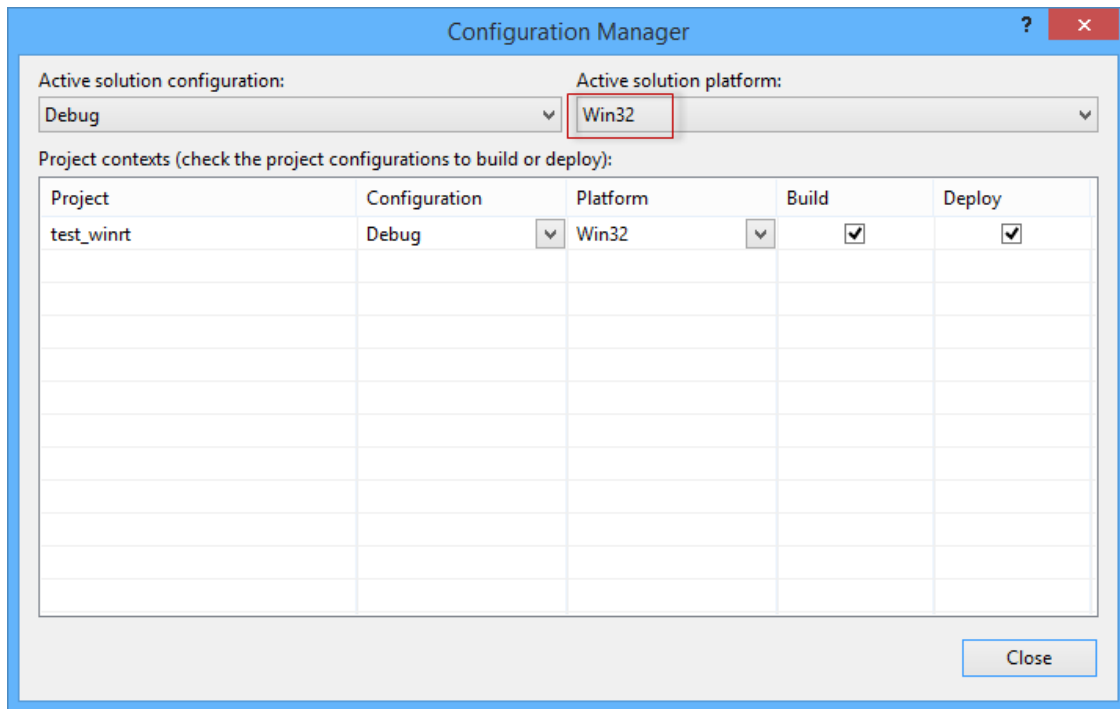 Configuration Manager
?
Active solution configuration: Active solution platform:
Debug Win32
Project contexts (check the project configurations to build or deploy):
Project Configuration Platform Build Deploy
test_winrt Debug Win32
Close